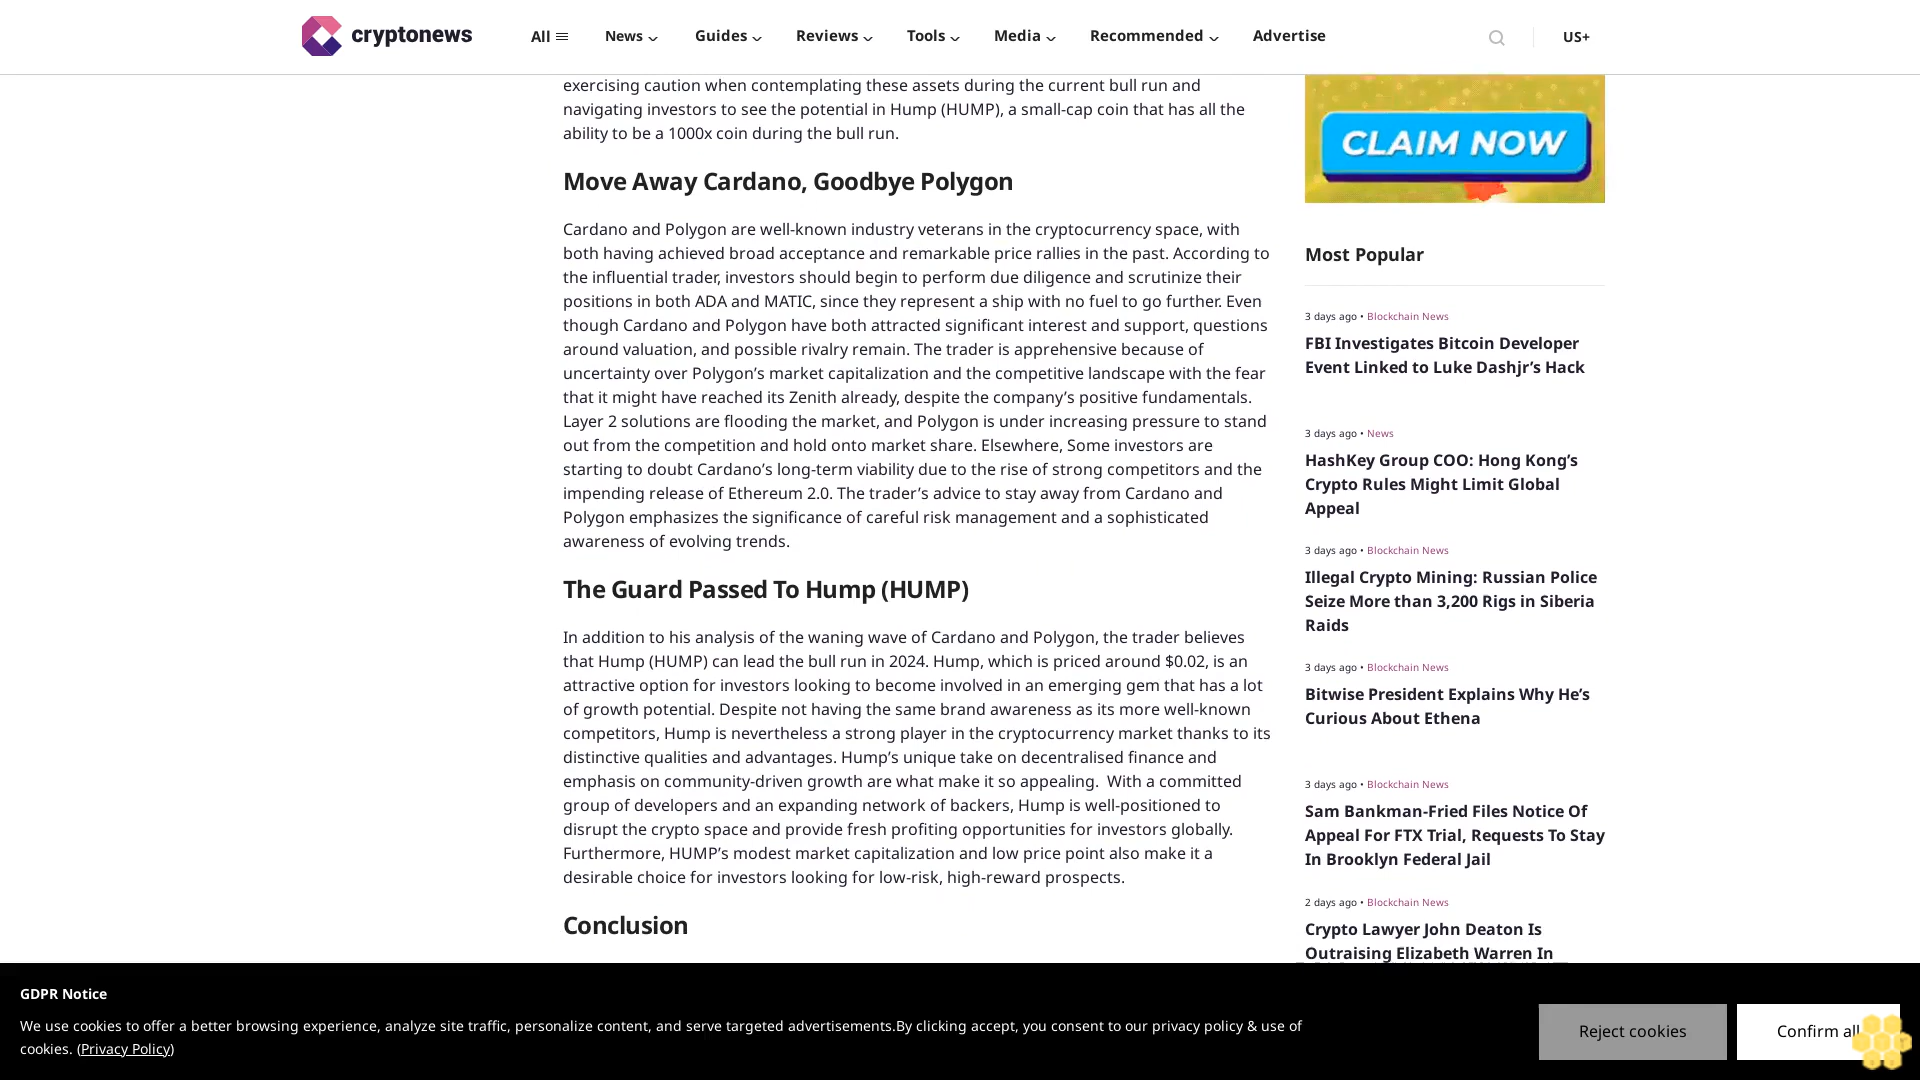 cryptonews
All
News
Guides
Reviews
Tools
Media
Recommended
Advertise
US+
exercising caution when contemplating these assets during the current bull run and
navigating investors to see the potential in Hump (HUMP), a small-cap coin that has all the
ability to be a 1000x coin during the bull run.
Move Away Cardano, Goodbye Polygon
Cardano and Polygon are well-known industry veterans in the cryptocurrency space, with
both having achieved broad acceptance and remarkable price rallies in the past. According to
the influential trader, investors should begin to perform due diligence and scrutinize their
positions in both ADA and MATIC, since they represent a ship with no fuel to go further. Even
though Cardano and Polygon have both attracted significant interest and support, questions
around valuation, and possible rivalry remain. The trader is apprehensive because of
uncertainty over Polygon’s market capitalization and the competitive landscape with the fear
that it might have reached its Zenith already, despite the company’s positive fundamentals.
Layer 2 solutions are flooding the market, and Polygon is under increasing pressure to stand
out from the competition and hold onto market share. Elsewhere, Some investors are
starting to doubt Cardano’s long-term viability due to the rise of strong competitors and the
impending release of Ethereum 2.0. The trader’s advice to stay away from Cardano and
Polygon emphasizes the significance of careful risk management and a sophisticated
awareness of evolving trends.
The Guard Passed To Hump (HUMP)
In addition to his analysis of the waning wave of Cardano and Polygon, the trader believes
that Hump (HUMP) can lead the bull run in 2024. Hump, which is priced around $0.02, is an
attractive option for investors looking to become involved in an emerging gem that has a lot
of growth potential. Despite not having the same brand awareness as its more well-known
competitors, Hump is nevertheless a strong player in the cryptocurrency market thanks to its
distinctive qualities and advantages. Hump’s unique take on decentralised finance and
emphasis on community-driven growth are what make it so appealing.  With a committed
group of developers and an expanding network of backers, Hump is well-positioned to
disrupt the crypto space and provide fresh profiting opportunities for investors globally.
Furthermore, HUMP’s modest market capitalization and low price point also make it a
desirable choice for investors looking for low-risk, high-reward prospects.
Conclusion
CLAIM NOW
Most Popular
3 days ago • Blockchain News
FBI Investigates Bitcoin Developer
Event Linked to Luke Dashjr’s Hack
3 days ago • News
HashKey Group COO: Hong Kong’s
Crypto Rules Might Limit Global
Appeal
3 days ago • Blockchain News
Illegal Crypto Mining: Russian Police
Seize More than 3,200 Rigs in Siberia
Raids
3 days ago • Blockchain News
Bitwise President Explains Why He’s
Curious About Ethena
3 days ago • Blockchain News
Sam Bankman-Fried Files Notice Of
Appeal For FTX Trial, Requests To Stay
In Brooklyn Federal Jail
2 days ago • Blockchain News
Crypto Lawyer John Deaton Is
Outraising Elizabeth Warren In
GDPR Notice
We use cookies to offer a better browsing experience, analyze site traffic, personalize content, and serve targeted advertisements.By clicking accept, you consent to our privacy policy & use of
cookies. (Privacy Policy)
Reject cookies
Confirm all